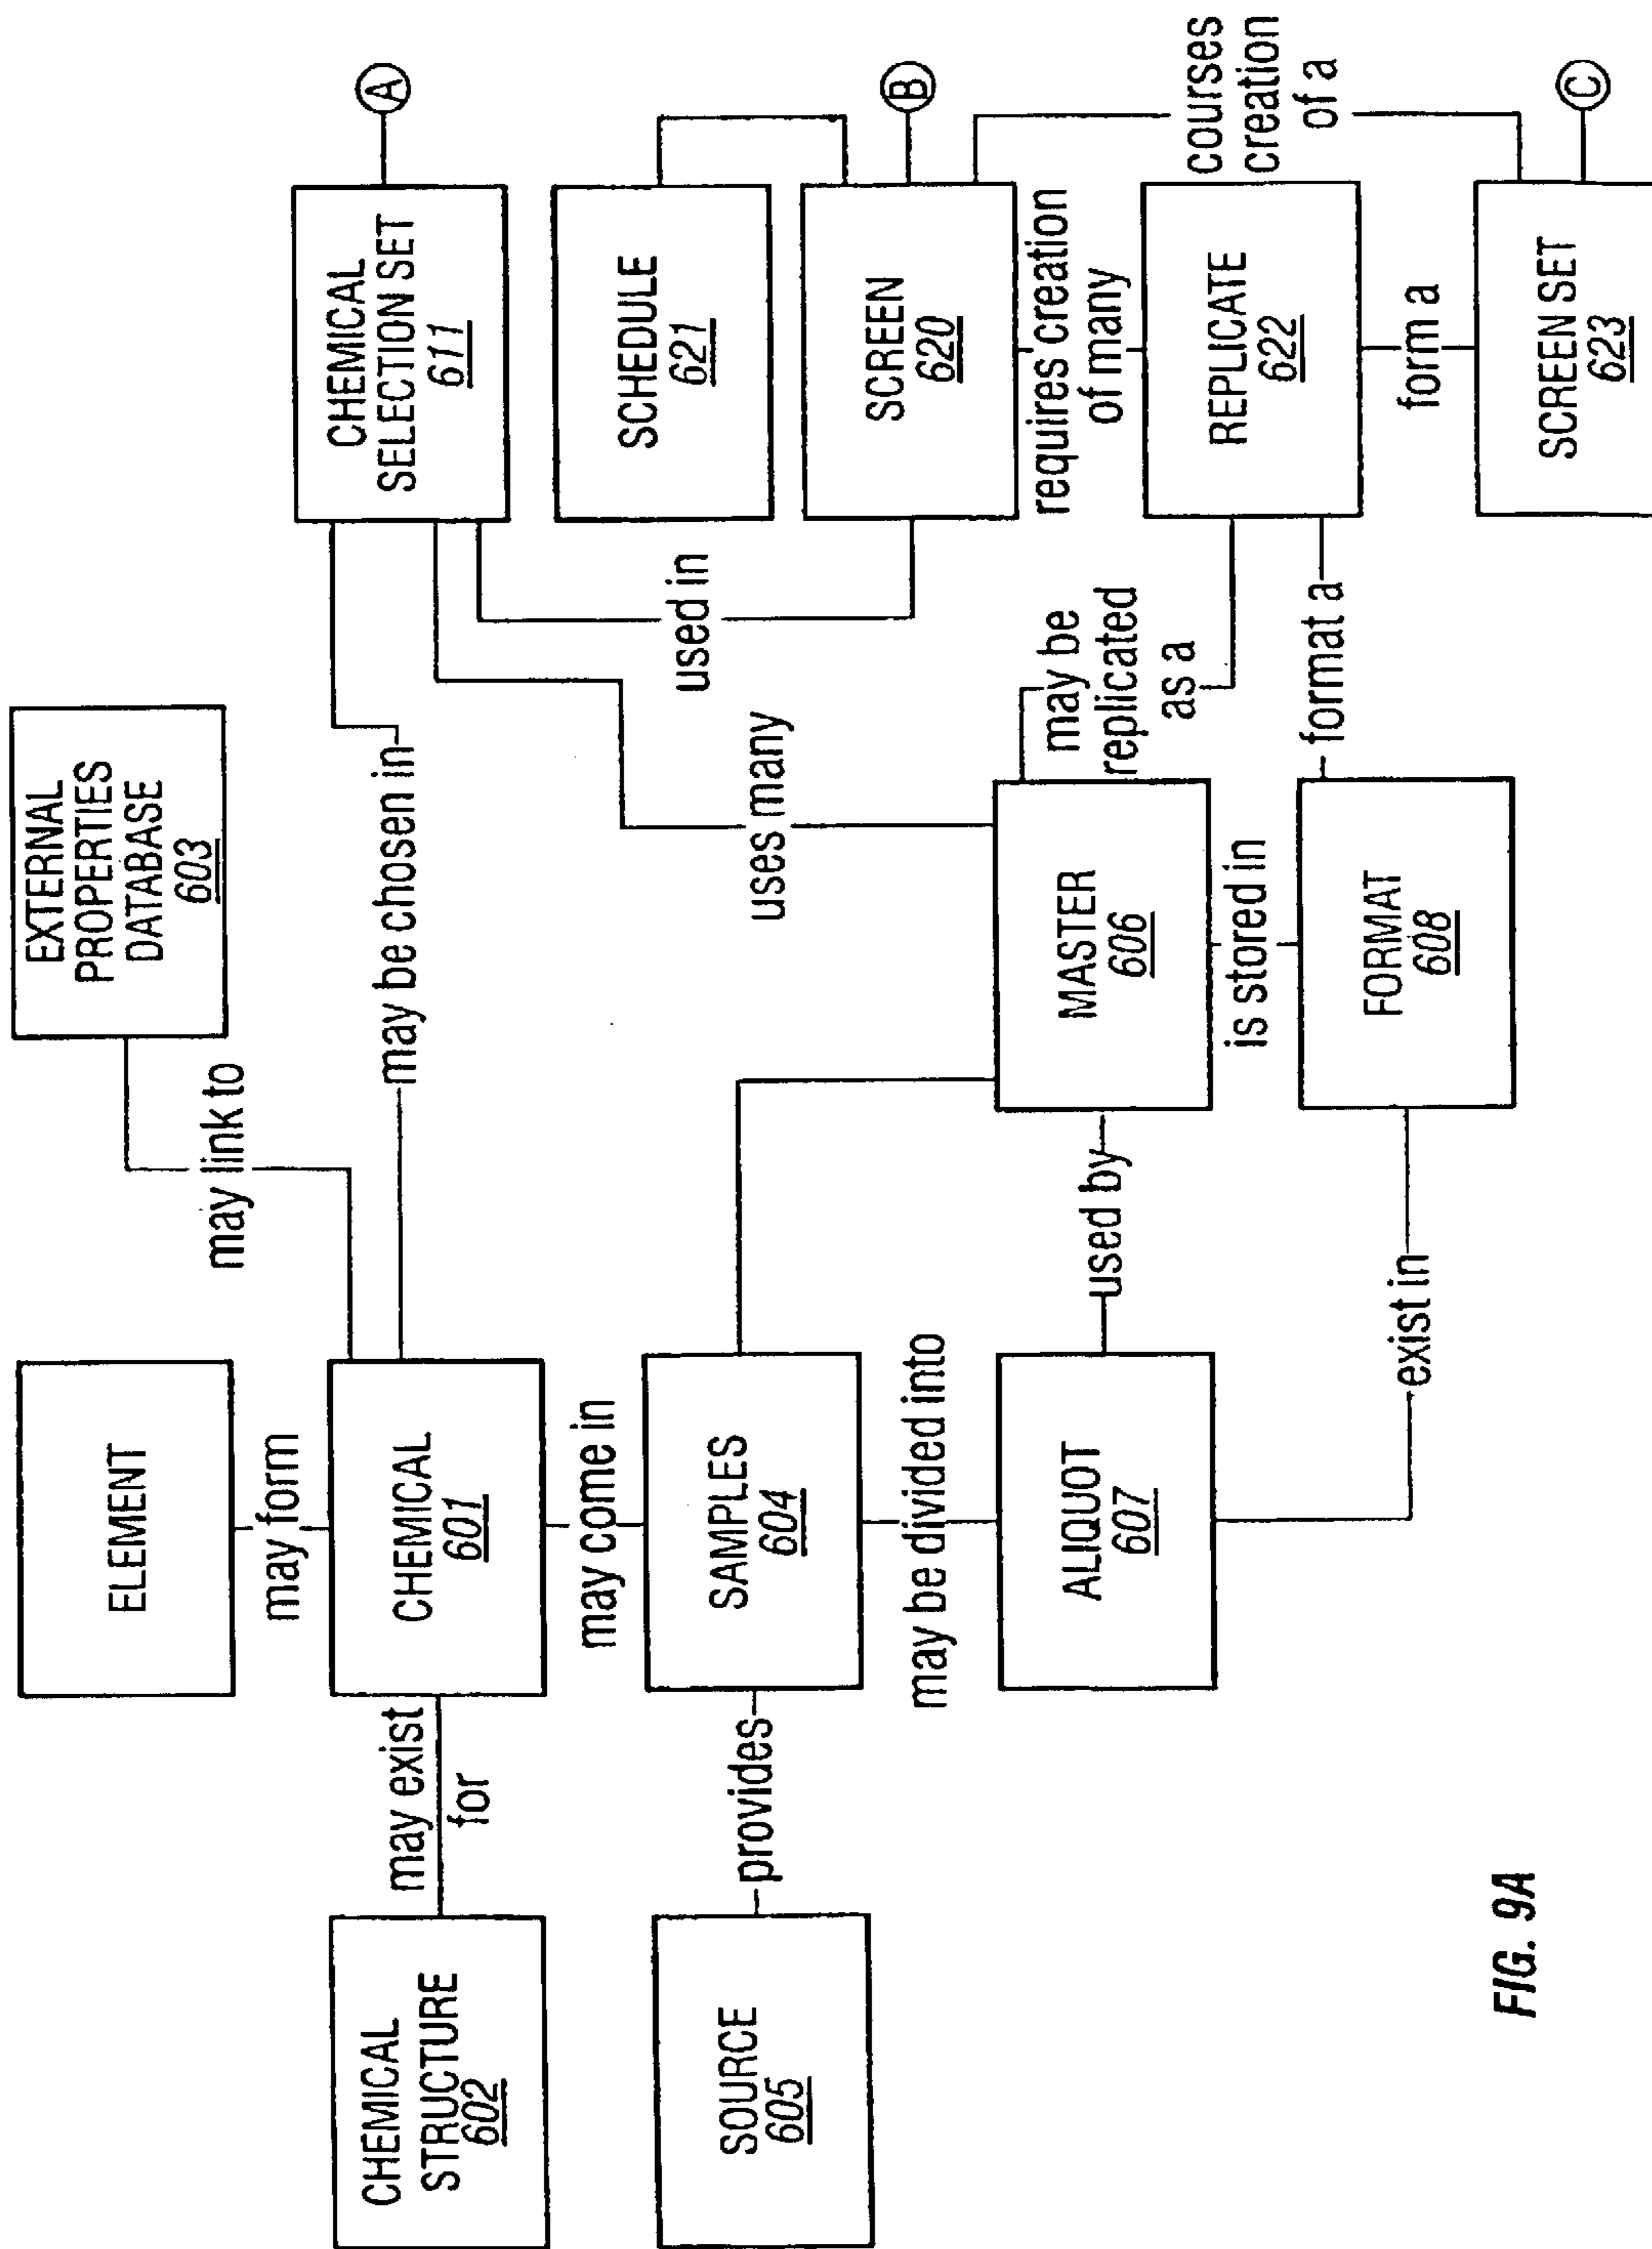 EXTERNAL
PROPERTIES
DATABASE
603
ELEMENT
may link to
may form
CHEMICAL
STRUCTURE
602
may exist
for
CHEMICAL
601
may be chosen in
CHEMICAL
SELECTION SET
611
A
may come in
used in
SCHEDULE
621
SOURCE
605
provides
SAMPLES
604
uses many
SCREEN
620
B
may be divided into
requires creation
of many
courses
creation
of a
ALIQUOT
607
used by
MASTER
606
may be
replicated
as a
REPLICATE
622
is stored in
exist in
FORMAT
608
format a
form a
SCREEN SET
623
C
FIG. 9A